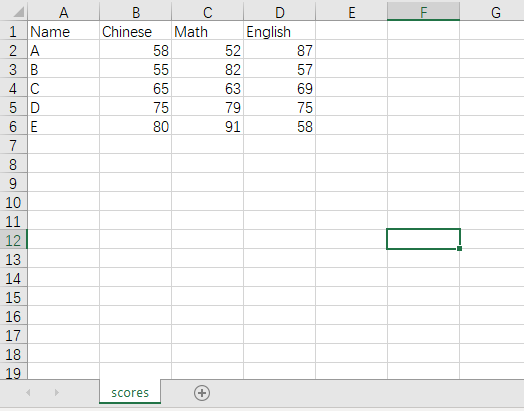 A B C D E F G
1 Name Chinese Math English
2 A 58 52 87
3 B 55 82 57
4 C 65 63 69
5 D 75 79 75
6 E 80 91 58
7
8
9
10
11
12
13
14
15
16
17
18
19
scores